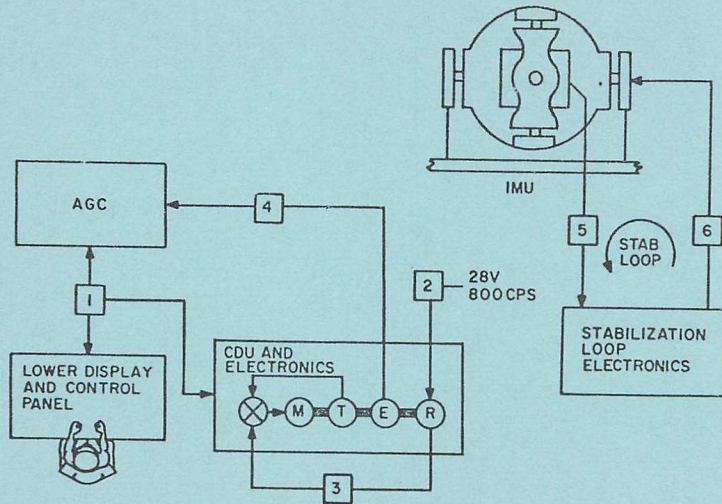 IMU
AGC
4
5
6
STAB
LOOP
1
2
28V
800CPS
STABILIZATION
LOOP
ELECTRONICS
LOWER DISPLAY
AND CONTROL
PANEL
CDU AND
ELECTRONICS
M
T
E
R
3